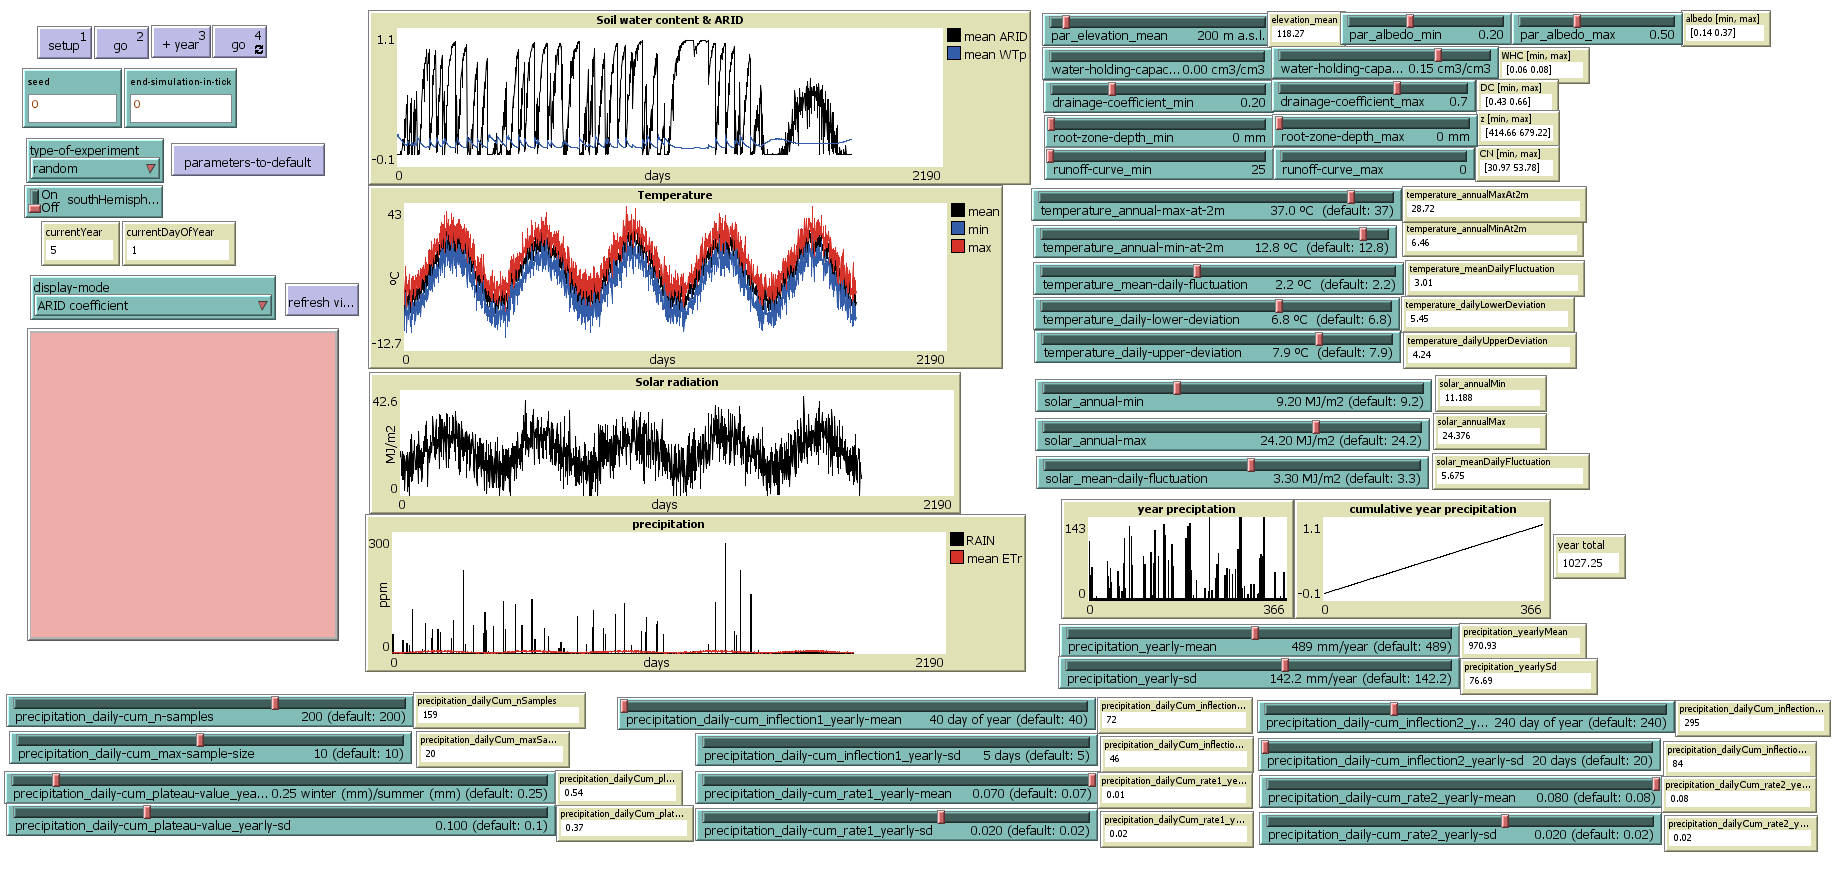 setup 1
go 2
+ year 3
go 4
seed
0
end-simulation-in-tick
0
type-of-experiment
random
parameters-to-default
On
Off
southHemisph...
currentYear
5
currentDayOfYear
1
display-mode
ARID coefficient
refresh vi...
Soil water content & ARID
1.1
-0.1
0
days
2190
mean ARID
mean WTp
Temperature
43
ºC
-12.7
0
days
2190
mean
min
max
Solar radiation
42.6
MJ/m2
0
0
days
2190
precipitation
300
ppm
0
0
days
2190
RAIN
mean ETr
par_elevation_mean 200 m a.s.l.
elevation_mean
118.27
par_albedo_min 0.20
par_albedo_max 0.50
albedo [min, max]
[0.14 0.37]
water-holding-capac... 0.00 cm3/cm3
water-holding-capa... 0.15 cm3/cm3
WHC [min, max]
[0.06 0.08]
drainage-coefficient_min 0.20
drainage-coefficient_max 0.7
DC [min, max]
[0.43 0.66]
root-zone-depth_min 0 mm
root-zone-depth_max 0 mm
z [min, max]
[414.66 679.22]
runoff-curve_min 25
runoff-curve_max 0
CN [min, max]
[30.97 53.78]
temperature_annual-max-at-2m 37.0 ºC (default: 37)
temperature_annualMaxAt2m
28.72
temperature_annual-min-at-2m 12.8 ºC (default: 12.8)
temperature_annualMinAt2m
6.46
temperature_mean-daily-fluctuation 2.2 ºC (default: 2.2)
temperature_meanDailyFluctuation
3.01
temperature_daily-lower-deviation 6.8 ºC (default: 6.8)
temperature_dailyLowerDeviation
5.45
temperature_daily-upper-deviation 7.9 ºC (default: 7.9)
temperature_dailyUpperDeviation
4.24
solar_annual-min 9.20 MJ/m2 (default: 9.2)
solar_annualMin
11.188
solar_annual-max 24.20 MJ/m2 (default: 24.2)
solar_annualMax
24.376
solar_mean-daily-fluctuation 3.30 MJ/m2 (default: 3.3)
solar_meanDailyFluctuation
5.675
year preciptation
143
0
0
366
cumulative year precipitation
1.1
-0.1
0
366
year total
1027.25
precipitation_yearly-mean 489 mm/year (default: 489)
precipitation_yearlyMean
970.93
precipitation_yearly-sd 142.2 mm/year (default: 142.2)
precipitation_yearlySd
76.69
precipitation_daily-cum_n-samples 200 (default: 200)
precipitation_dailyCum_nSamples
159
precipitation_daily-cum_max-sample-size 10 (default: 10)
precipitation_dailyCum_maxSa...
20
precipitation_daily-cum_plateau-value_yea... 0.25 winter (mm)/summer (mm) (default: 0.25)
precipitation_dailyCum_pl...
0.54
precipitation_daily-cum_plateau-value_yearly-sd 0.100 (default: 0.1)
precipitation_dailyCum_plat...
0.37
precipitation_daily-cum_inflection1_yearly-mean 40 day of year (default: 40)
precipitation_dailyCum_inflection...
72
precipitation_daily-cum_inflection1_yearly-sd 5 days (default: 5)
precipitation_dailyCum_inflectio...
46
precipitation_daily-cum_rate1_yearly-mean 0.070 (default: 0.07)
precipitation_dailyCum_rate1_ye...
0.01
precipitation_daily-cum_rate1_yearly-sd 0.020 (default: 0.02)
precipitation_dailyCum_rate1_y...
0.02
precipitation_daily-cum_inflection2_y... 240 day of year (default: 240)
precipitation_dailyCum_inflection...
295
precipitation_daily-cum_inflection2_yearly-sd 20 days (default: 20)
precipitation_dailyCum_inflectio...
84
precipitation_daily-cum_rate2_yearly-mean 0.080 (default: 0.08)
precipitation_dailyCum_rate2_ye...
0.08
precipitation_daily-cum_rate2_yearly-sd 0.020 (default: 0.02)
precipitation_dailyCum_rate2_y...
0.02